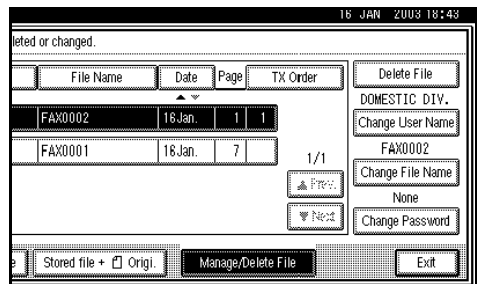 16 JAN 2003 18:43
leted or changed.
File Name Date Page TX Order Delete File
DOMESTIC DIV.
FAX0002 16Jan. 1 1 Change User Name
FAX0001 16Jan. 7 FAX0002
1/1 Change File Name
▲ Prev. None
▼ Next Change Password
e Stored file + Origi. Manage/Delete File Exit